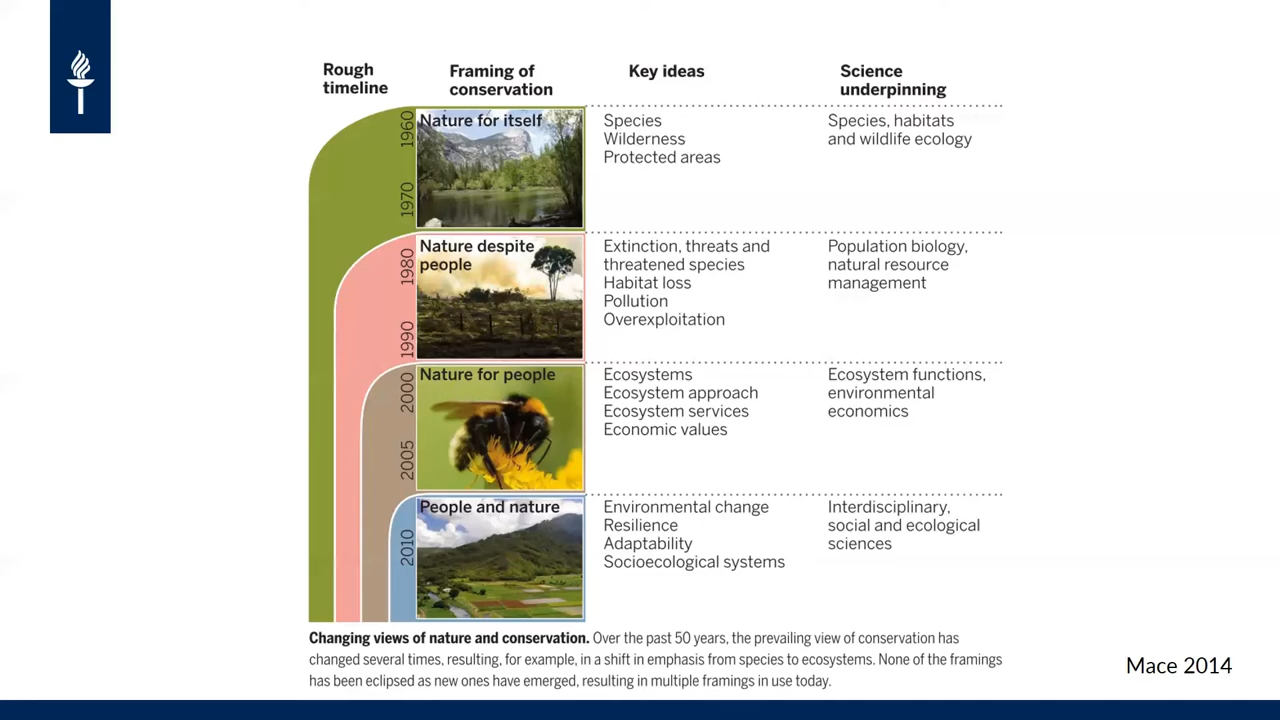 Rough
timeline
Framing of
conservation
Key ideas
Science
underpinning
1960
1970
Nature for itself
Species
Wilderness
Protected areas
Species, habitats
and wildlife ecology
1980
1990
Nature despite
people
Extinction, threats and
threatened species
Habitat loss
Pollution
Overexploitation
Population biology,
natural resource
management
2000
2005
Nature for people
Ecosystems
Ecosystem approach
Ecosystem services
Economic values
Ecosystem functions,
environmental
economics
2010
People and nature
Environmental change
Resilience
Adaptability
Socioecological systems
Interdisciplinary,
social and ecological
sciences
Changing views of nature and conservation. Over the past 50 years, the prevailing view of conservation has
changed several times, resulting, for example, in a shift in emphasis from species to ecosystems. None of the framings
has been eclipsed as new ones have emerged, resulting in multiple framings in use today.
Mace 2014